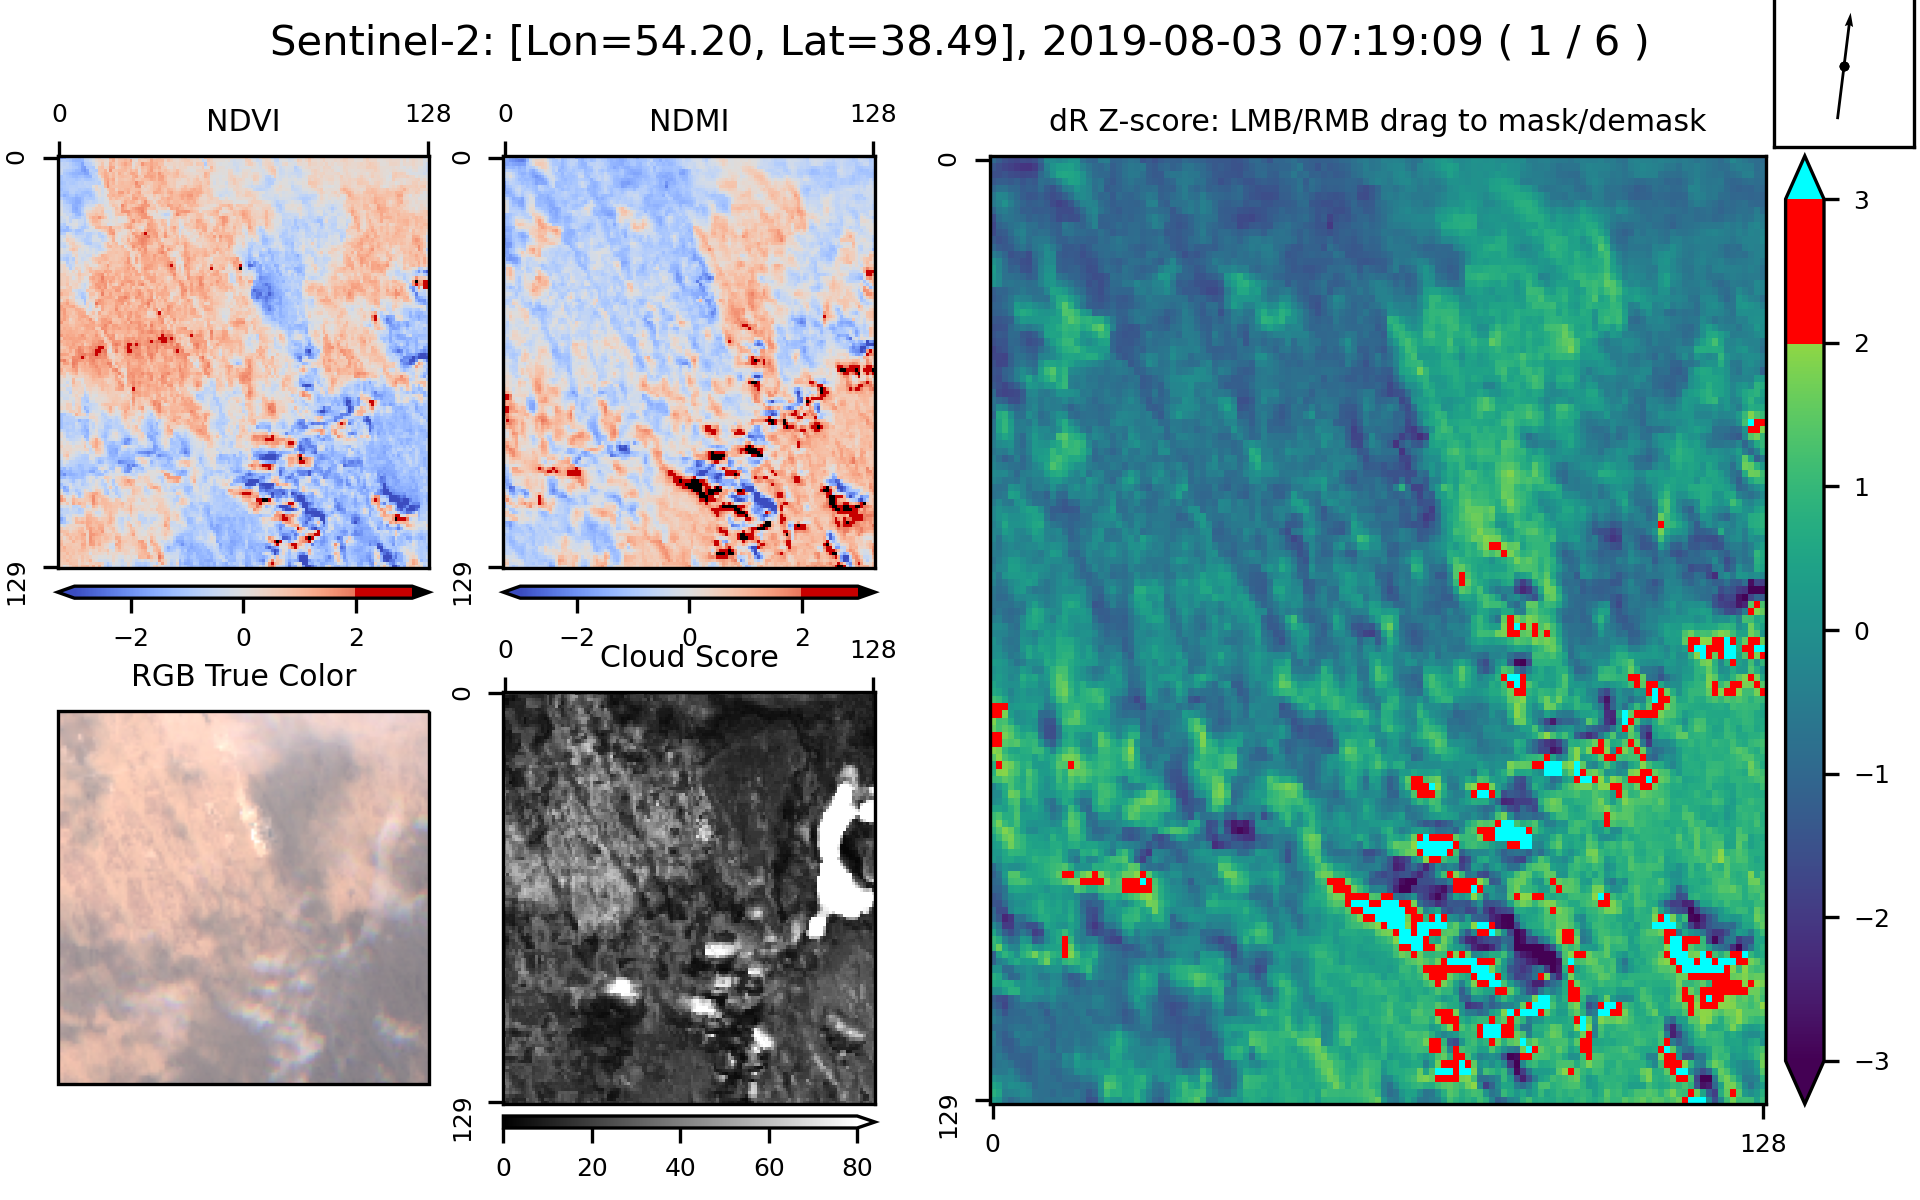 Sentinel-2: [Lon=54.20, Lat=38.49], 2019-08-03 07:19:09 ( 1 / 6 )
0 NDVI 128
0 NDMI 128
dR Z-score: LMB/RMB drag to mask/demask
0
129
0
129
0
129
0 128
3
2
1
0
−1
−2
−3
−2 0 2
−2 0 2
RGB True Color
0 Cloud Score 128
0
129
0 20 40 60 80